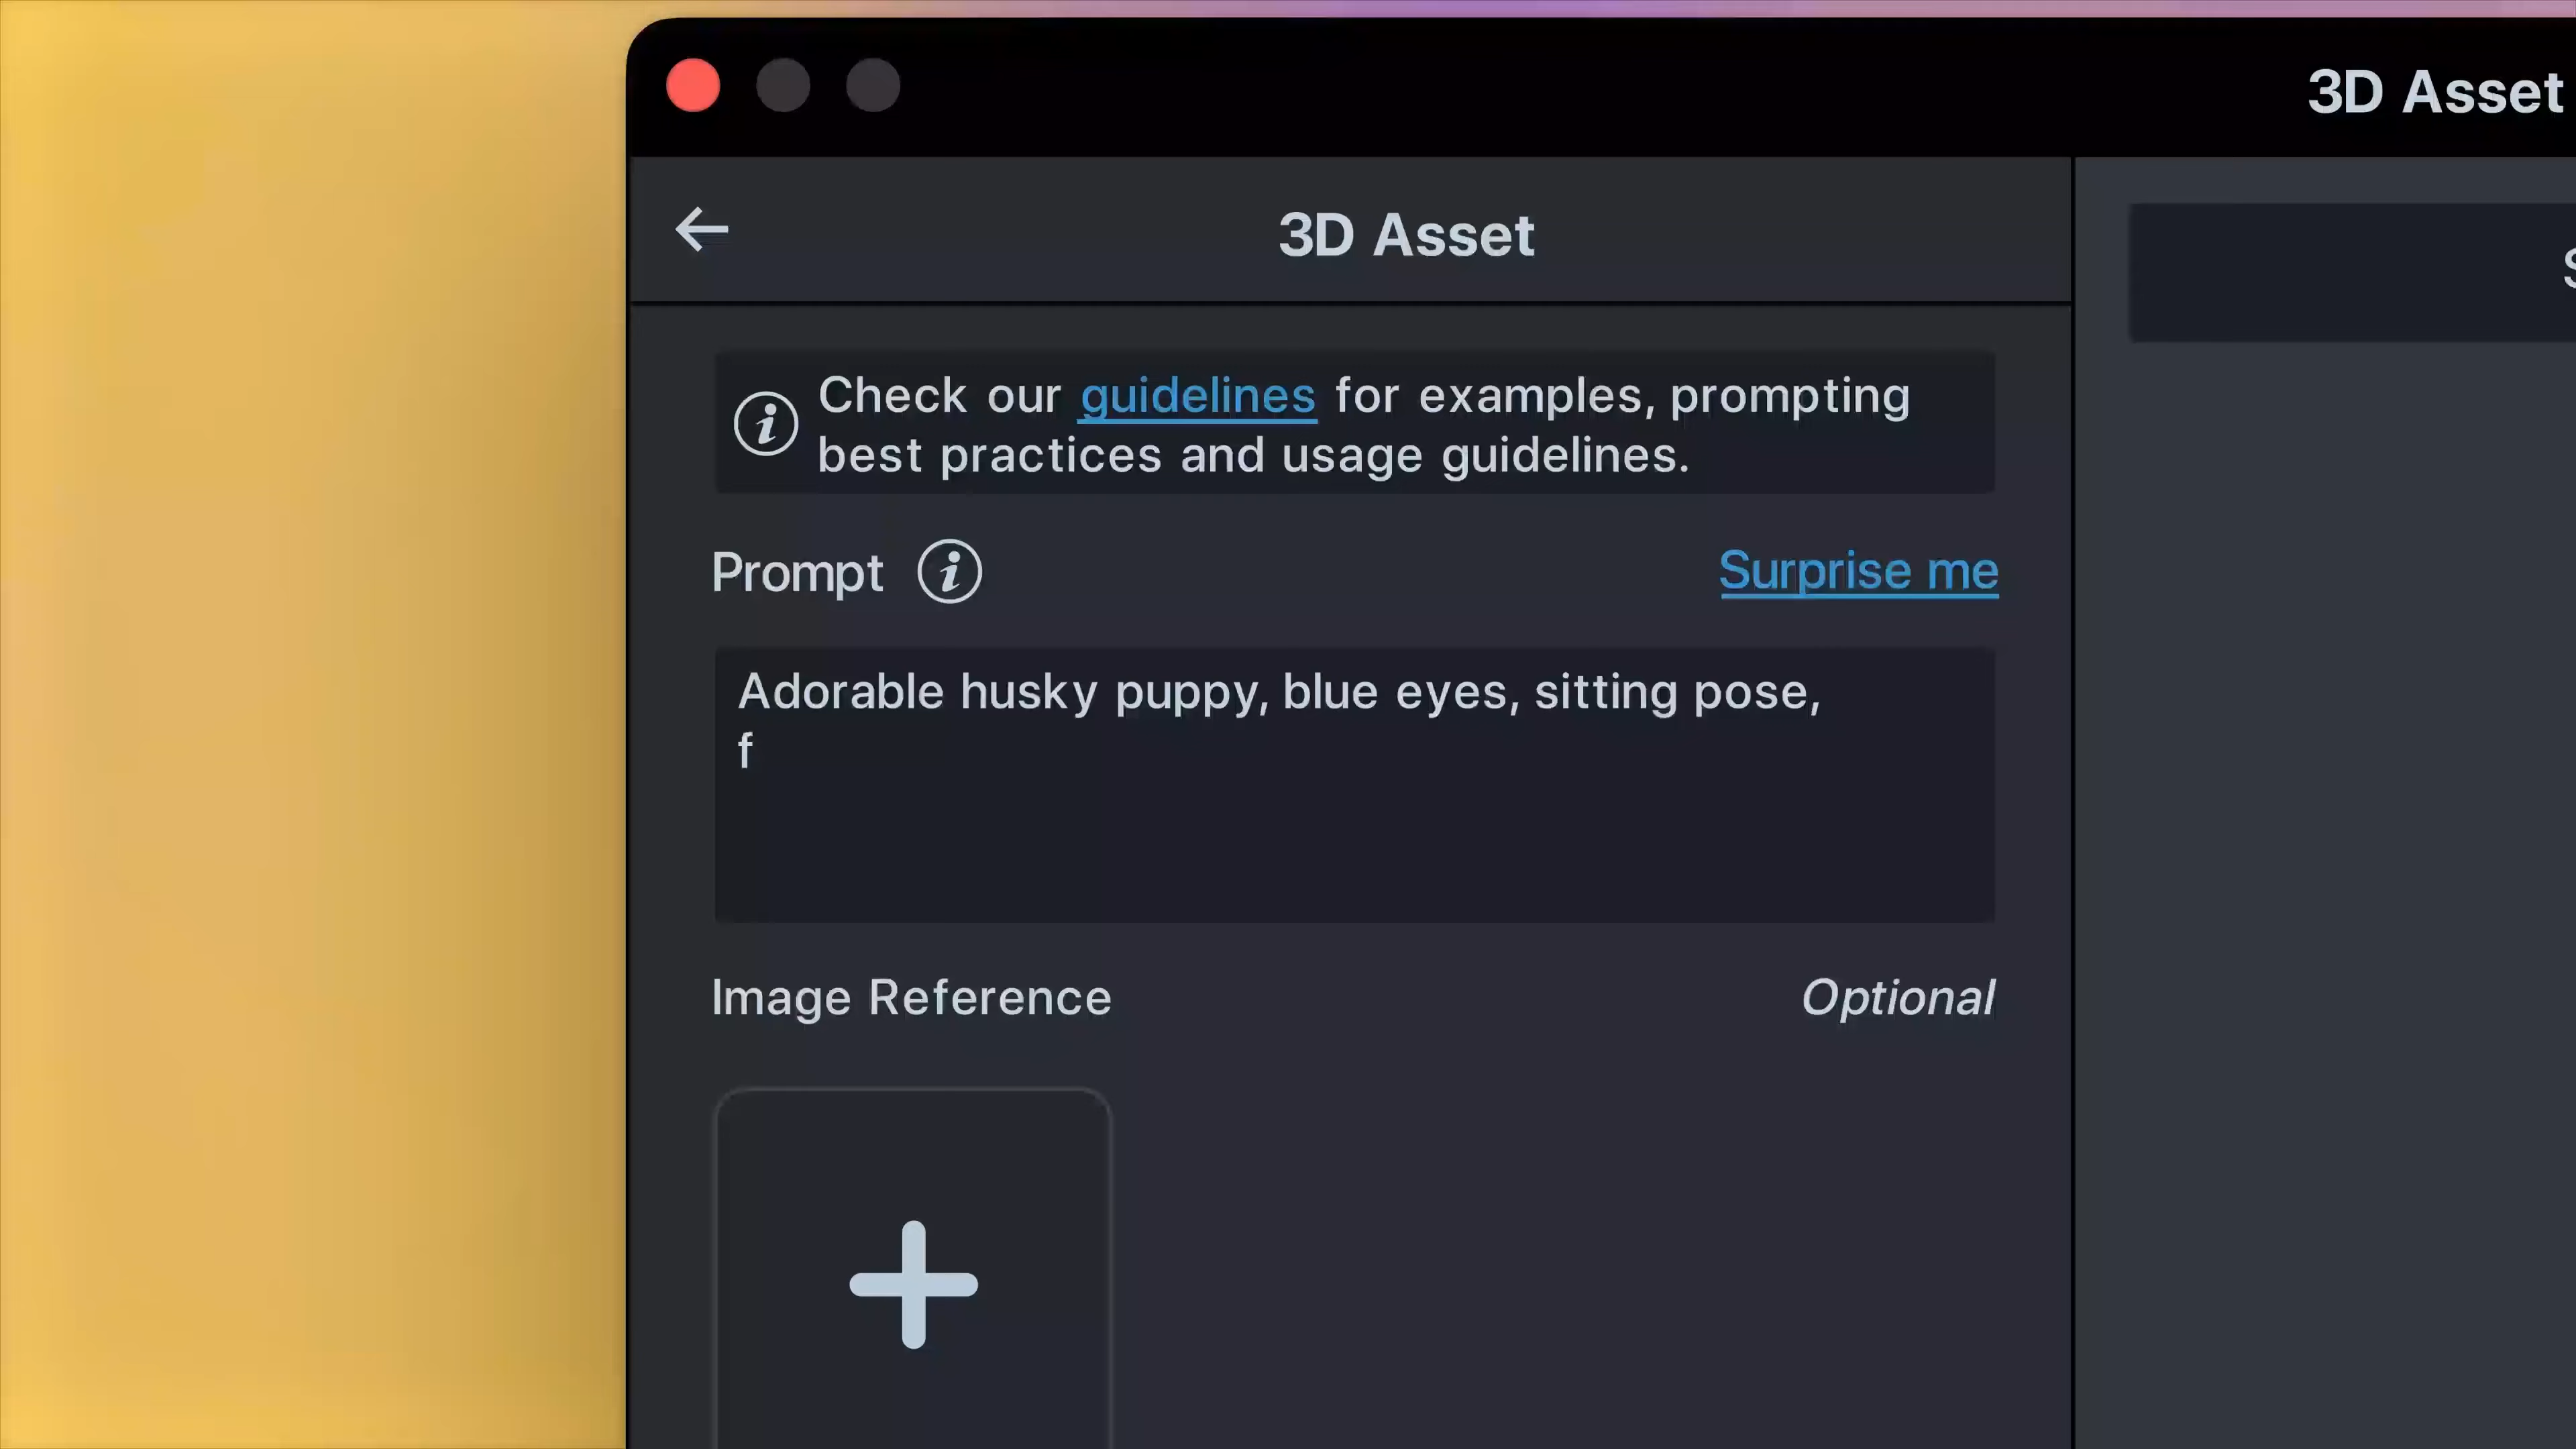 3D Asset
3D Asset
Check our guidelines for examples, prompting
best practices and usage guidelines.
Prompt
Surprise me
Adorable husky puppy, blue eyes, sitting pose,
f
Image Reference
Optional